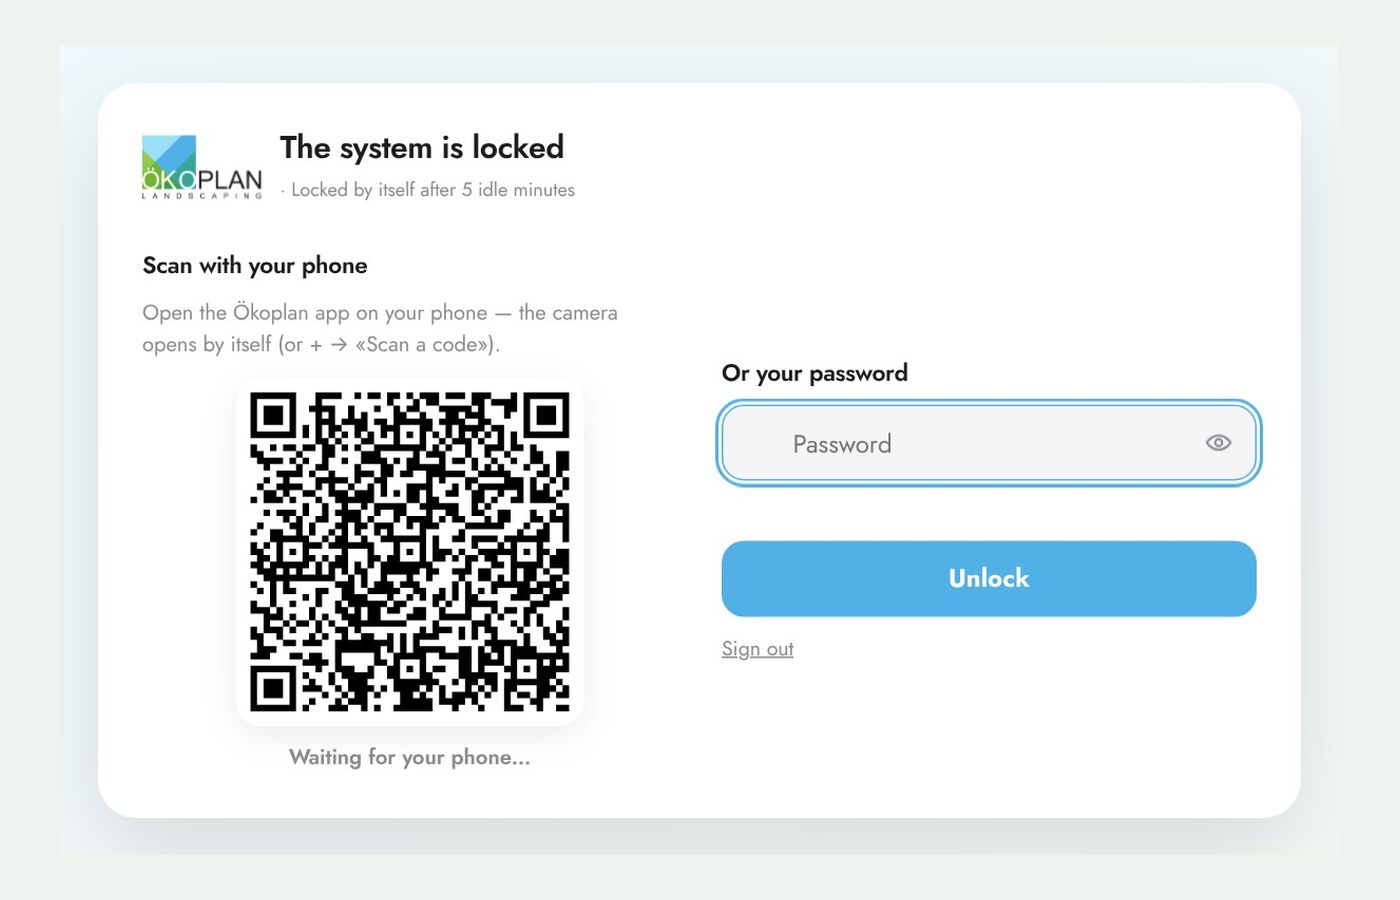 ÖKOPLAN
LANDSCAPING
The system is locked
· Locked by itself after 5 idle minutes
Scan with your phone
Open the Ökoplan app on your phone — the camera
opens by itself (or + → «Scan a code»).
Waiting for your phone...
Or your password
Password
Unlock
Sign out